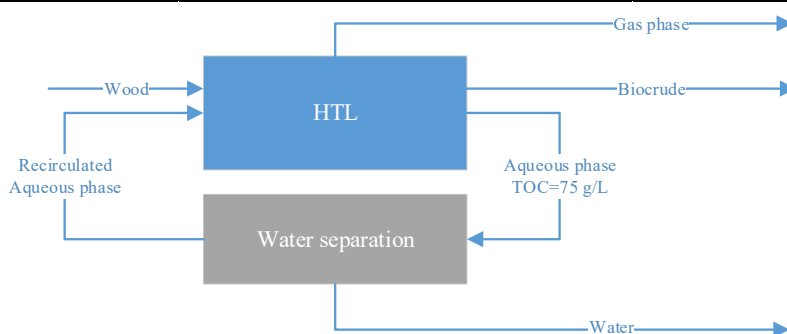 Gas phase
Wood
HTL
Biocrude
Recirculated
Aqueous phase
Aqueous phase
TOC=75 g/L
Water separation
Water